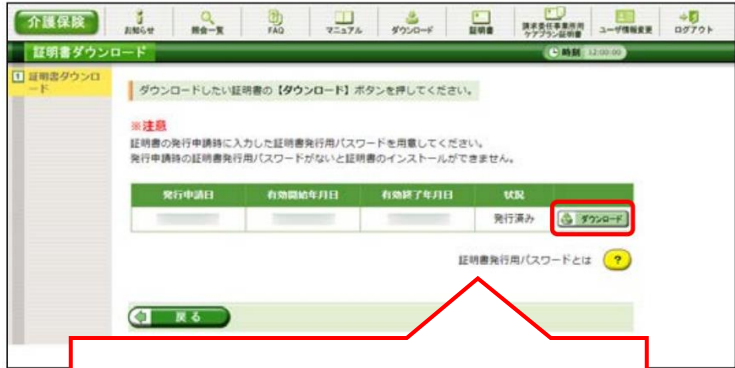 介護保険
お知らせ
照会一覧
FAQ
マニュアル
ダウンロード
証明書
請求委任事業所用
ケアプラン証明書
ユーザ情報変更
ログアウト
証明書ダウンロード
時刻 12:00:00
1 証明書ダウンロ
ード
ダウンロードしたい証明書の【ダウンロード】ボタンを押してください。
※注意
証明書の発行申請時に入力した証明書発行用パスワードを用意してください。
発行申請時の証明書発行用パスワードがないと証明書のインストールができません。
発行申請日 有効開始年月日 有効終了年月日 状況
発行済み ダウンロード
証明書発行用パスワードとは ?
戻る